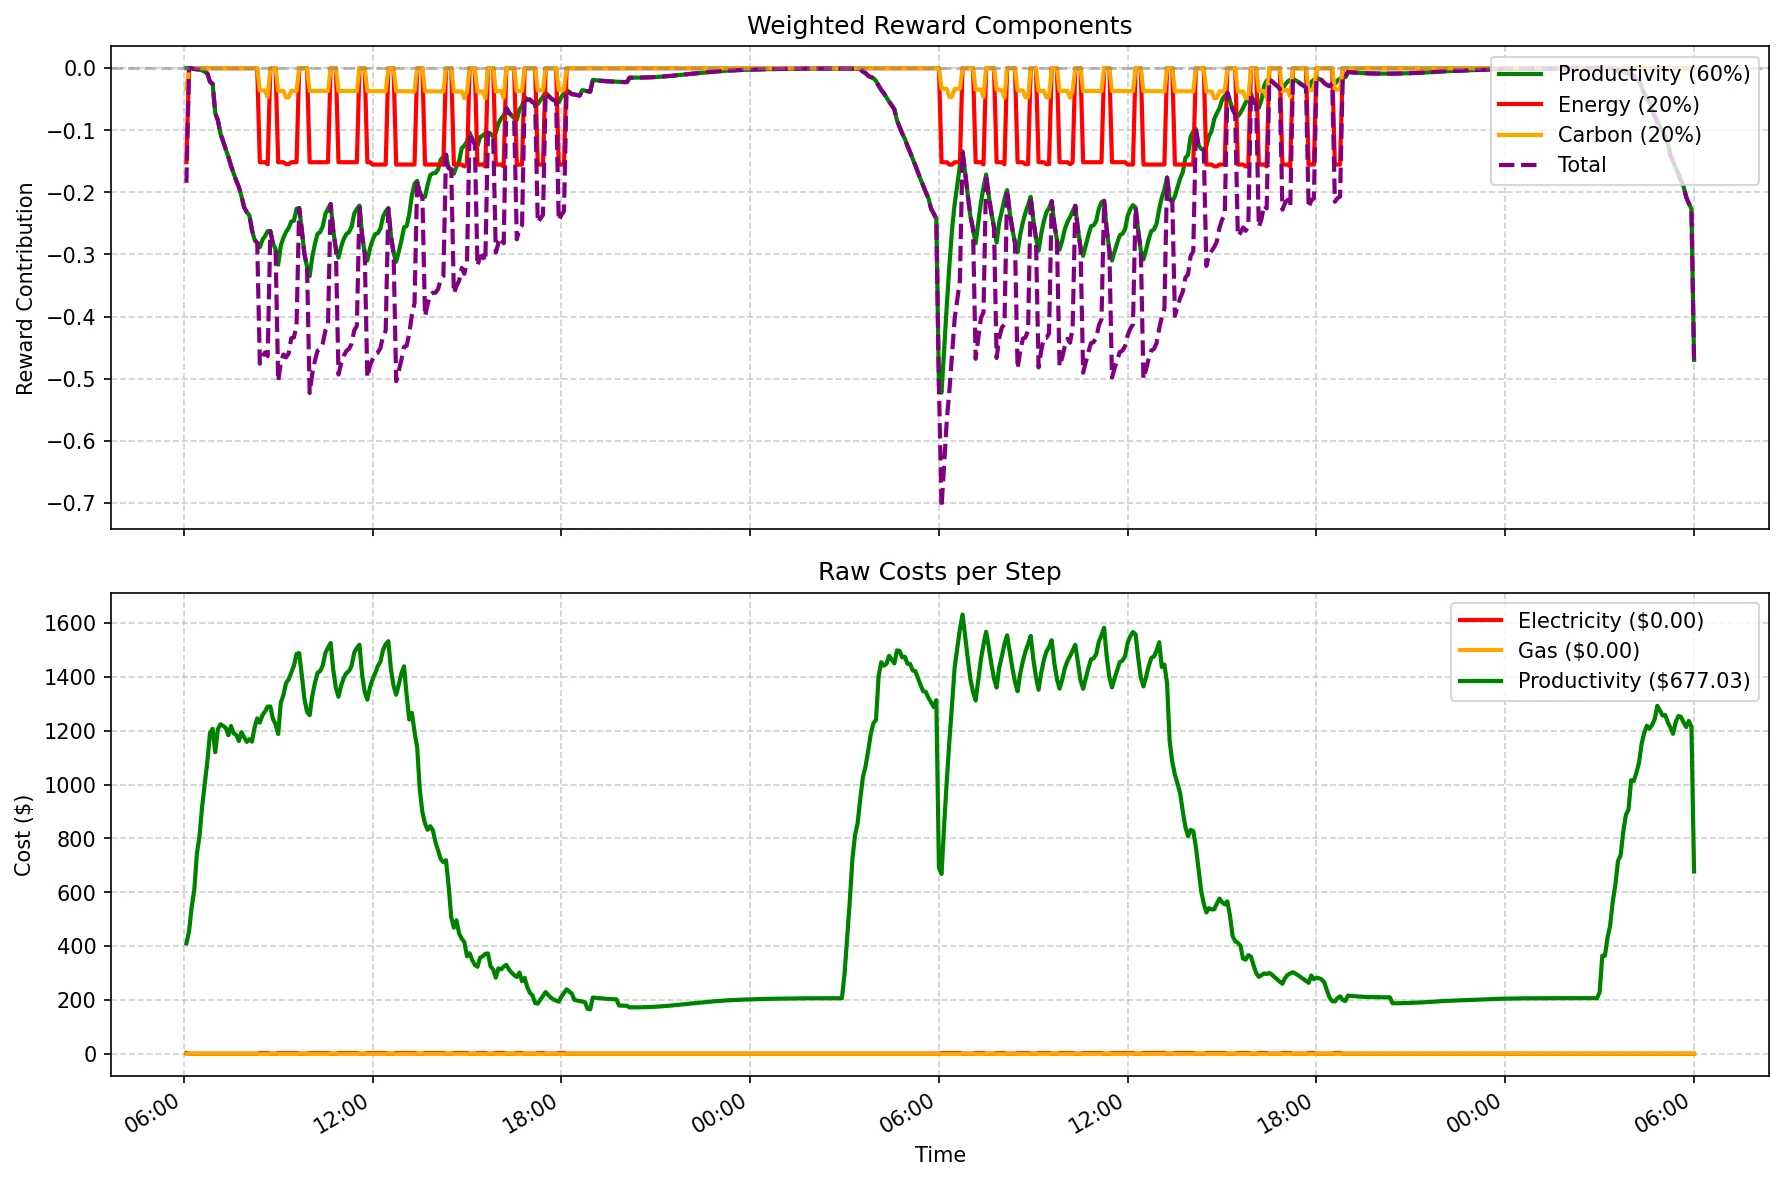 Weighted Reward Components
Reward Contribution
0.0
−0.1
−0.2
−0.3
−0.4
−0.5
−0.6
−0.7
Productivity (60%)
Energy (20%)
Carbon (20%)
Total
Raw Costs per Step
Cost ($)
1600
1400
1200
1000
800
600
400
200
0
Electricity ($0.00)
Gas ($0.00)
Productivity ($677.03)
06:00
12:00
18:00
00:00
06:00
12:00
18:00
00:00
06:00
Time